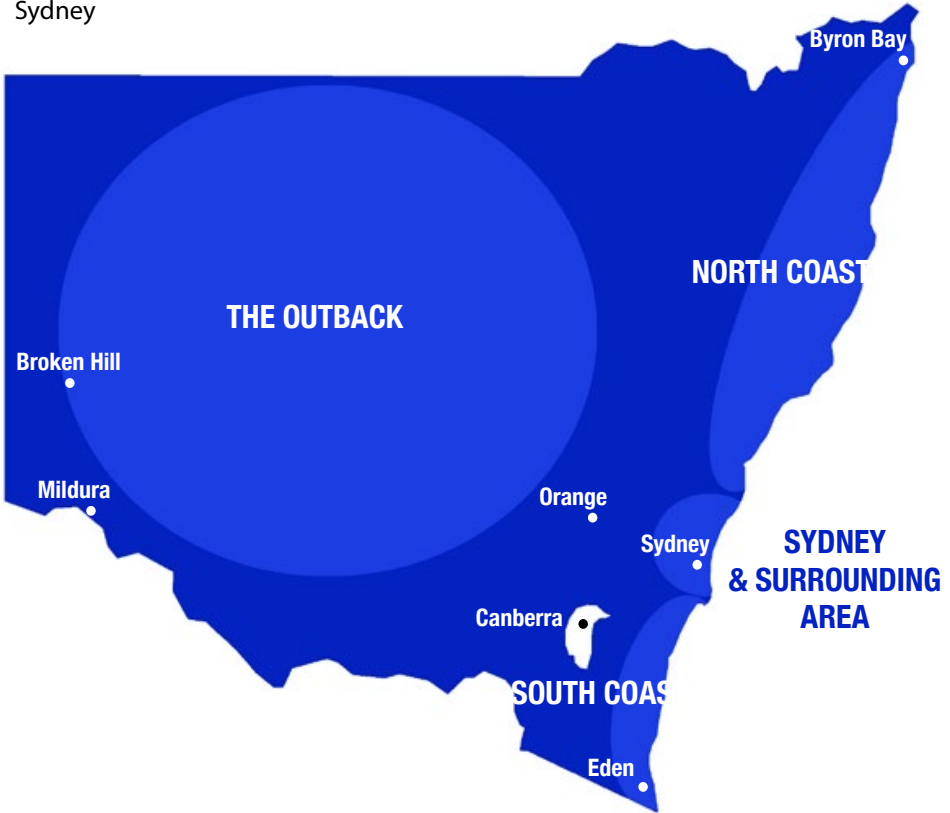 Sydney
Byron Bay
NORTH COAST
THE OUTBACK
Broken Hill
Mildura
Orange
Sydney
SYDNEY
& SURROUNDING
AREA
Canberra
SOUTH COAS
Eden